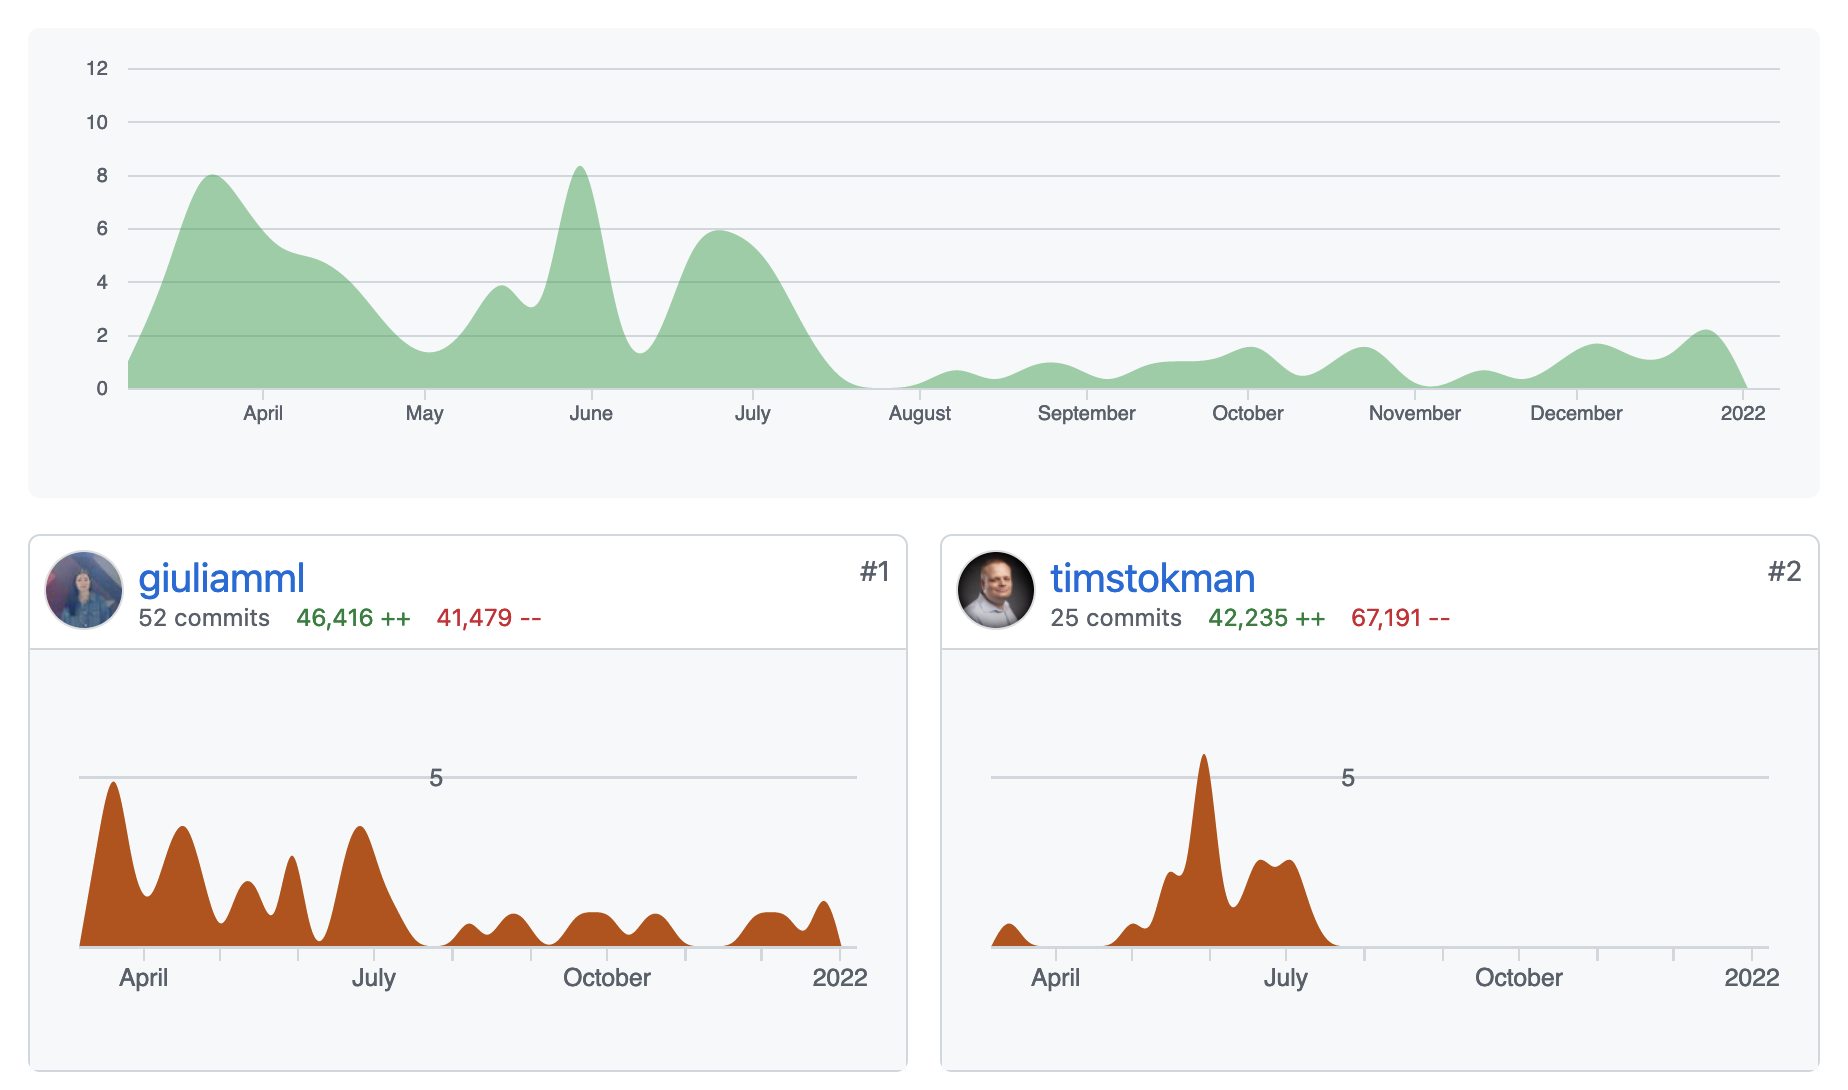 12
10
8
6
4
2
0
April May June July August September October November December 2022
giuliamml #1
52 commits 46,416 ++ 41,479 --
5
April July October 2022
timstokman #2
25 commits 42,235 ++ 67,191 --
5
April July October 2022